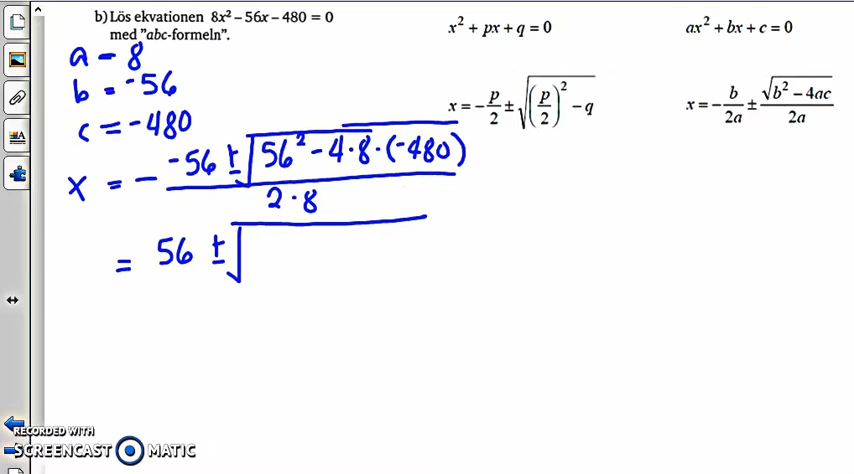 b) Lös ekvationen 8x² – 56x – 480 = 0
med "abc-formeln".
x² + px + q = 0
ax² + bx + c = 0
x = -p/2 ± √((p/2)² - q)
x = -b/2a ± √(b² - 4ac)/2a
a = 8
b = -56
c = -480
x = - -56 ± √(56² - 4·8·(-480))
2·8
= 56 ± √
RECORDED WITH
SCREENCAST MATIC